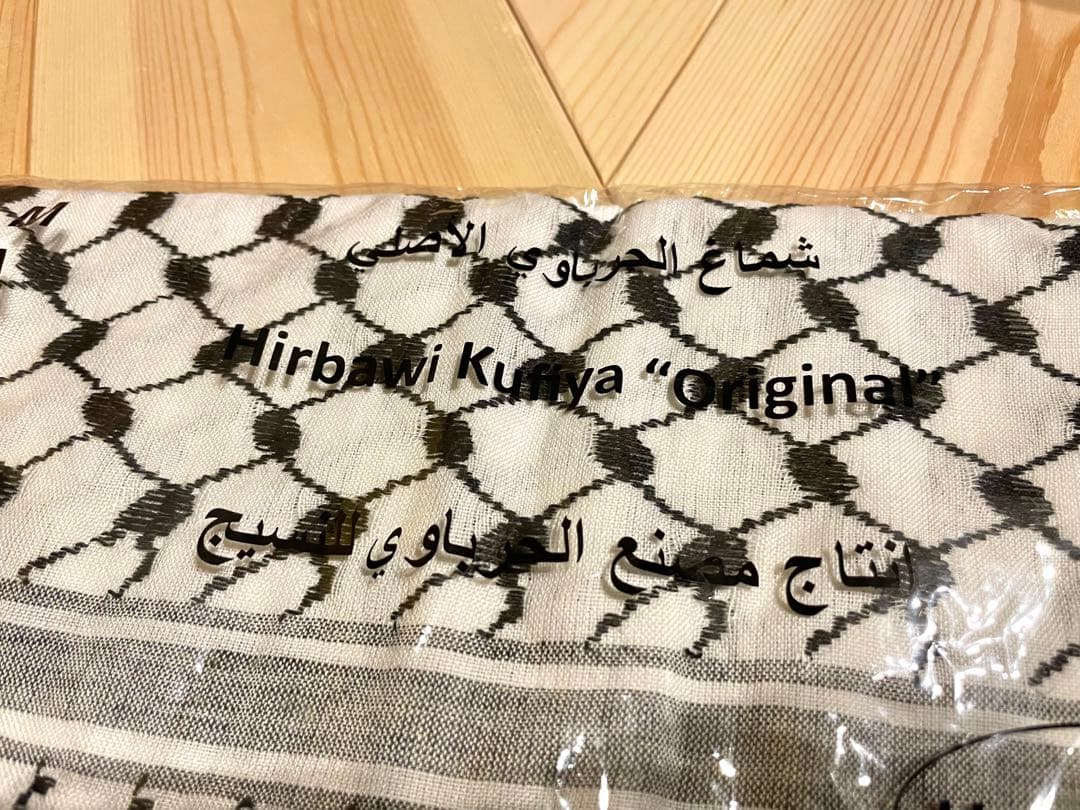 شماغ الحرباوي الاصلي
Hirbawi Kufiya “Original”
انتاج مصنع الحرباوي للنسيج